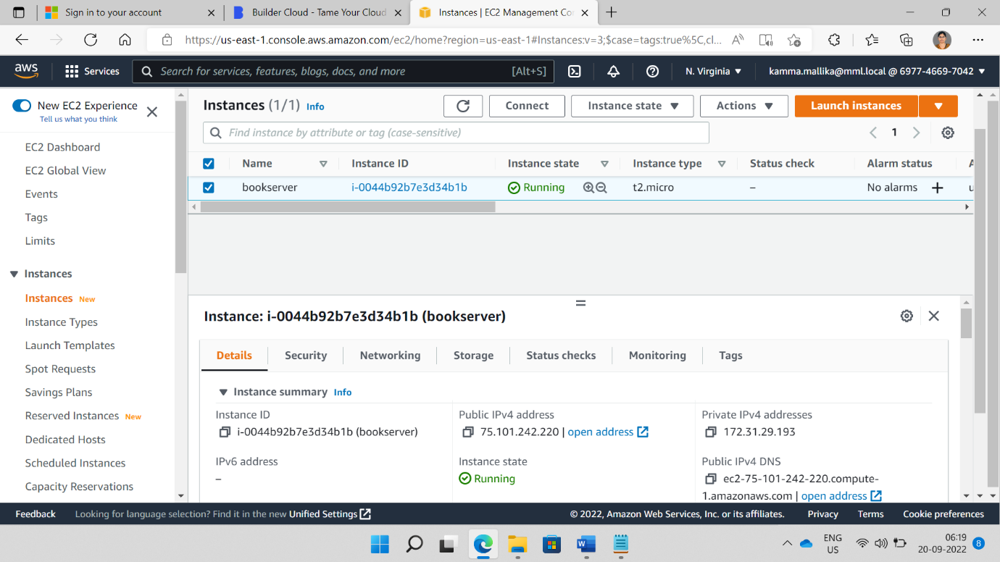 Sign in to your account
Builder Cloud - Tame Your Cloud
Instances | EC2 Management Co
https://us-east-1.console.aws.amazon.com/ec2/home?region=us-east-1#Instances:v=3;$case=tags:true%5C,cl...
aws
Services
Search for services, features, blogs, docs, and more
[Alt+S]
N. Virginia
kamma.mallika@mml.local @ 6977-4669-7042
New EC2 Experience
Tell us what you think
EC2 Dashboard
EC2 Global View
Events
Tags
Limits
Instances
Instances New
Instance Types
Launch Templates
Spot Requests
Savings Plans
Reserved Instances New
Dedicated Hosts
Scheduled Instances
Capacity Reservations
Instances (1/1) Info
Connect
Instance state
Actions
Launch instances
Find instance by attribute or tag (case-sensitive)
1
Name Instance ID Instance state Instance type Status check Alarm status A
bookserver i-0044b92b7e3d34b1b Running t2.micro – No alarms + u
Instance: i-0044b92b7e3d34b1b (bookserver)
Details Security Networking Storage Status checks Monitoring Tags
Instance summary Info
Instance ID
i-0044b92b7e3d34b1b (bookserver)
Public IPv4 address
75.101.242.220 | open address
Private IPv4 addresses
172.31.29.193
IPv6 address
–
Instance state
Running
Public IPv4 DNS
ec2-75-101-242-220.compute-
1.amazonaws.com | open address
Feedback
Looking for language selection? Find it in the new Unified Settings
© 2022, Amazon Web Services, Inc. or its affiliates.
Privacy
Terms
Cookie preferences
ENG
US
06:19
20-09-2022
8